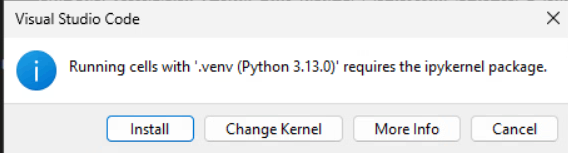 Visual Studio Code
Running cells with '.venv (Python 3.13.0)' requires the ipykernel package.
Install
Change Kernel
More Info
Cancel